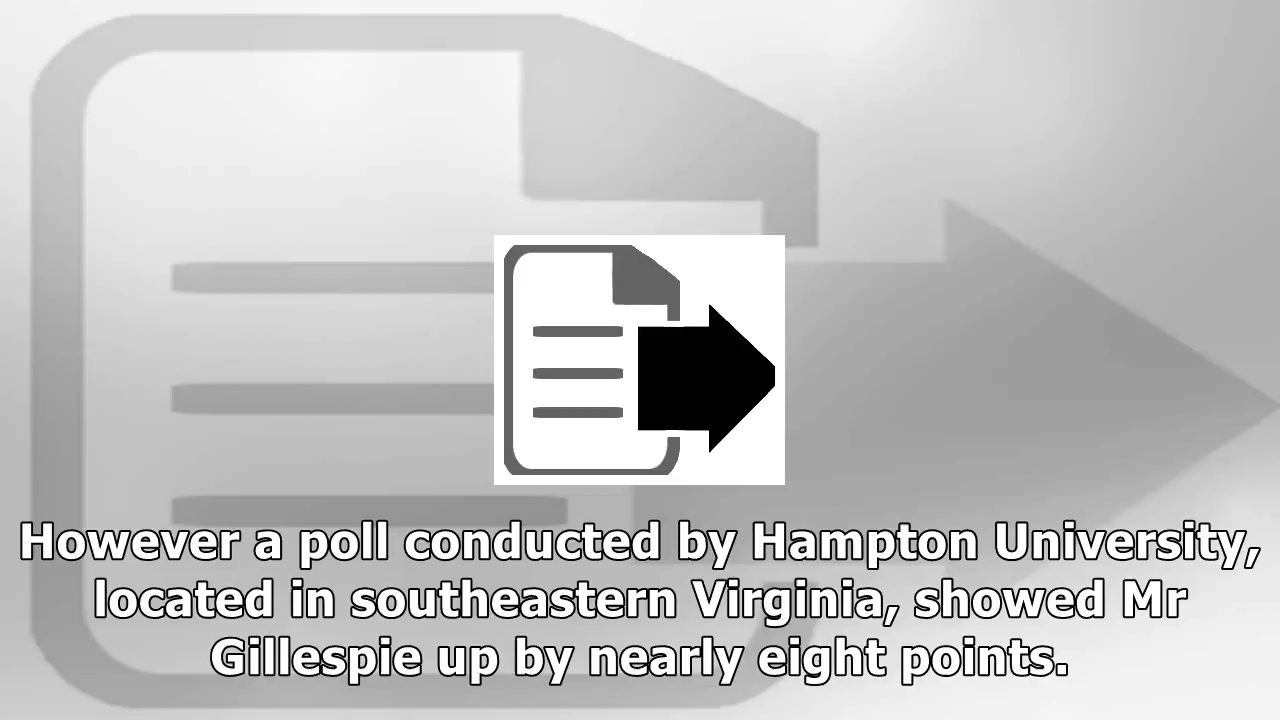 However a poll conducted by Hampton University,
located in southeastern Virginia, showed Mr
Gillespie up by nearly eight points.